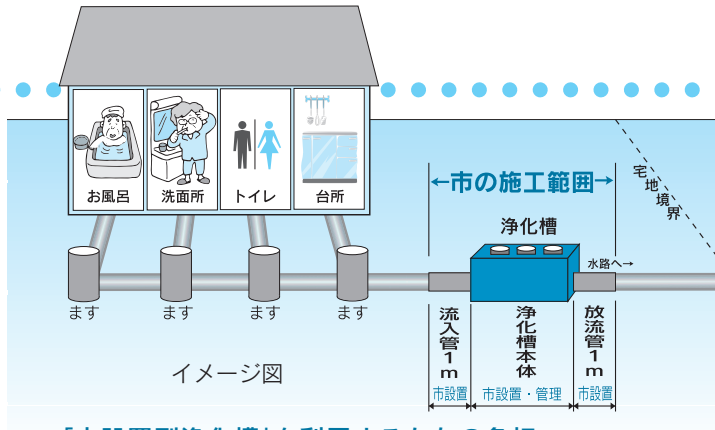 お風呂
洗面所
トイレ
台所
←市の施工範囲→
宅地境界
浄化槽
水路へ→
ます
ます
ます
ます
流入管1m
浄化槽本体
放流管1m
市設置
市設置・管理
市設置
イメージ図